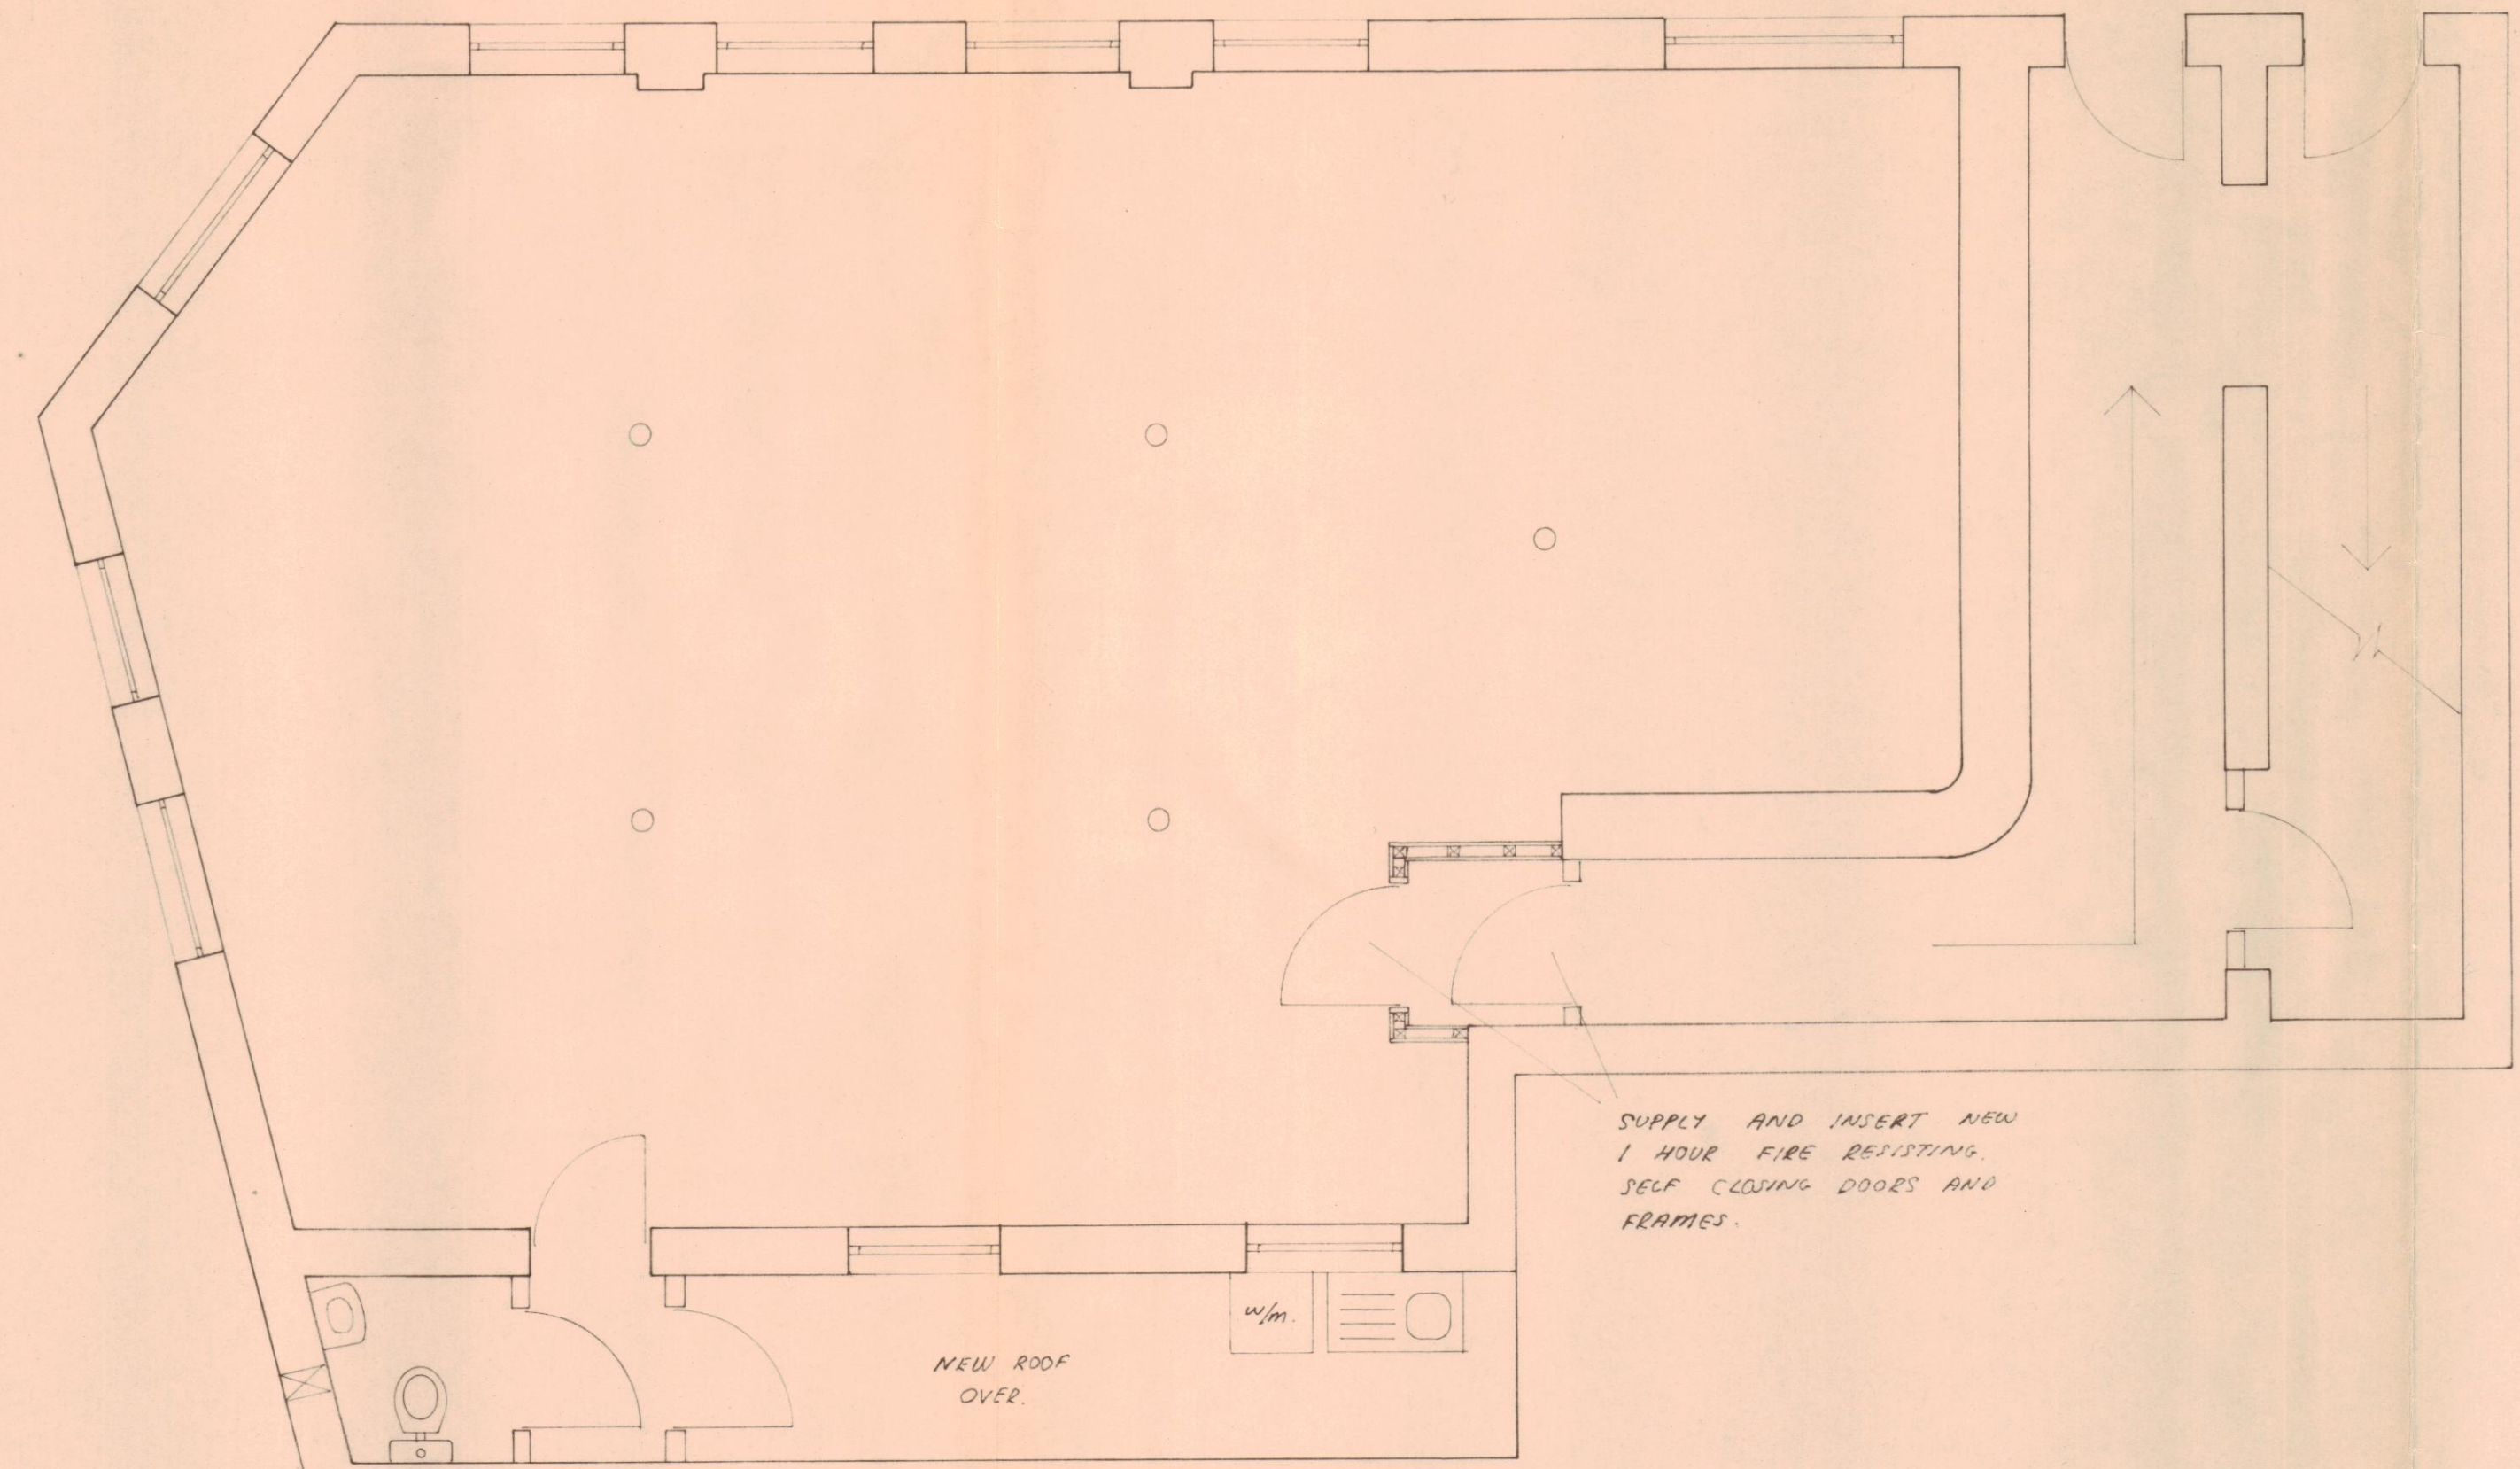 SUPPLY AND INSERT NEW
1 HOUR FIRE RESISTING.
SELF CLOSING DOORS AND
FRAMES.
W/M.
NEW ROOF
OVER.